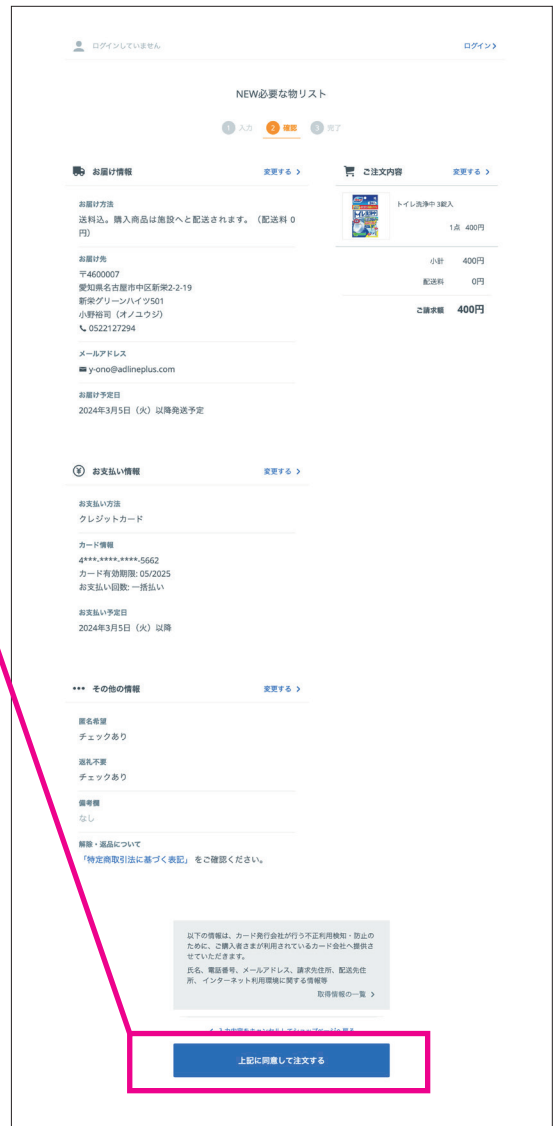 ログインしていません
ログイン >
NEW必要な物リスト
1 入力 2 確認 3 完了
お届け情報 変更する >
お届け方法
送料込。購入商品は施設へと配送されます。（配送料 0
円）
お届け先
〒4600007
愛知県名古屋市中区新栄2-2-19
新栄グリーンハイツ501
小野裕司（オノユウジ）
0522127294
メールアドレス
y-ono@adlineplus.com
お届け予定日
2024年3月5日（火）以降発送予定
ご注文内容 変更する >
トイレ洗浄中 3錠入
1点 400円
小計 400円
配送料 0円
ご請求額 400円
お支払い情報 変更する >
お支払い方法
クレジットカード
カード情報
4***-****-****-5662
カード有効期限: 05/2025
お支払い回数: 一括払い
お支払い予定日
2024年3月5日（火）以降
その他の情報 変更する >
匿名希望
チェックあり
返礼不要
チェックあり
備考欄
なし
解除・返品について
「特定商取引法に基づく表記」 をご確認ください。
以下の情報は、カード発行会社が行う不正利用検知・防止の
ために、ご購入者さまが利用されているカード会社へ提供さ
せていただきます。
氏名、電話番号、メールアドレス、請求先住所、配送先住
所、インターネット利用環境に関する情報等
取得情報の一覧 >
上記に同意して注文する